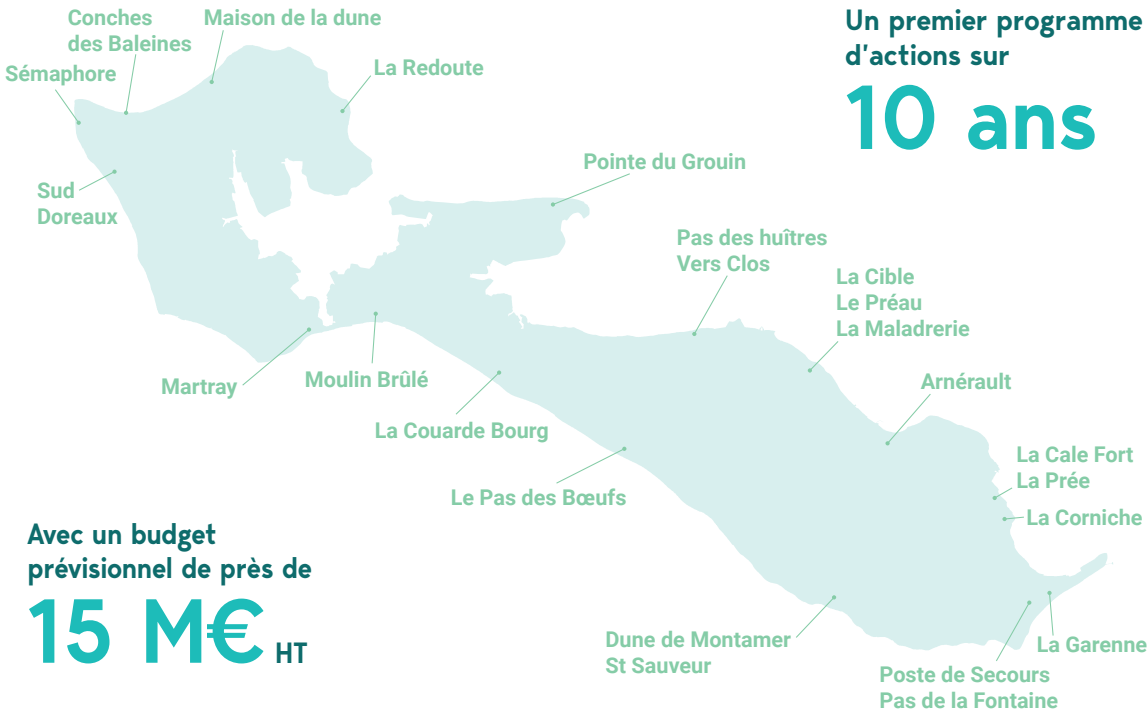 Conches
des Baleines
Maison de la dune
Sémaphore
La Redoute
Un premier programme
d'actions sur
10 ans
Sud
Doreaux
Pointe du Grouin
Pas des huîtres
Vers Clos
La Cible
Le Préau
La Maladrerie
Martray
Moulin Brûlé
Arnérault
La Couarde Bourg
La Cale Fort
La Prée
Le Pas des Bœufs
La Corniche
Avec un budget
prévisionnel de près de
15 M€ HT
Dune de Montamer
St Sauveur
La Garenne
Poste de Secours
Pas de la Fontaine